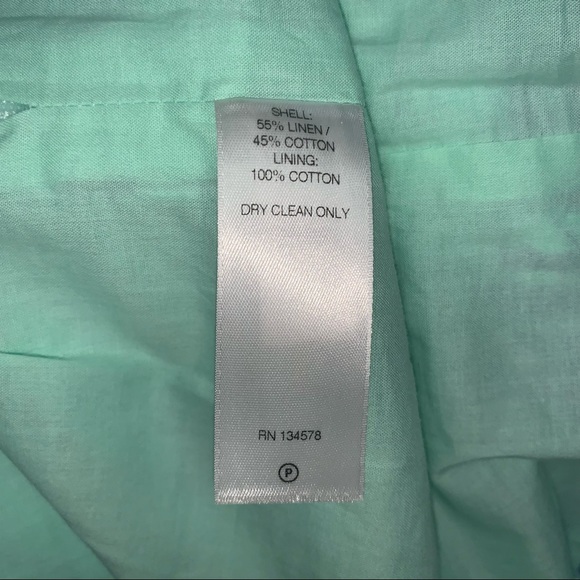 SHELL:
55% LINEN /
45% COTTON
LINING:
100% COTTON
DRY CLEAN ONLY
RN 134578
P